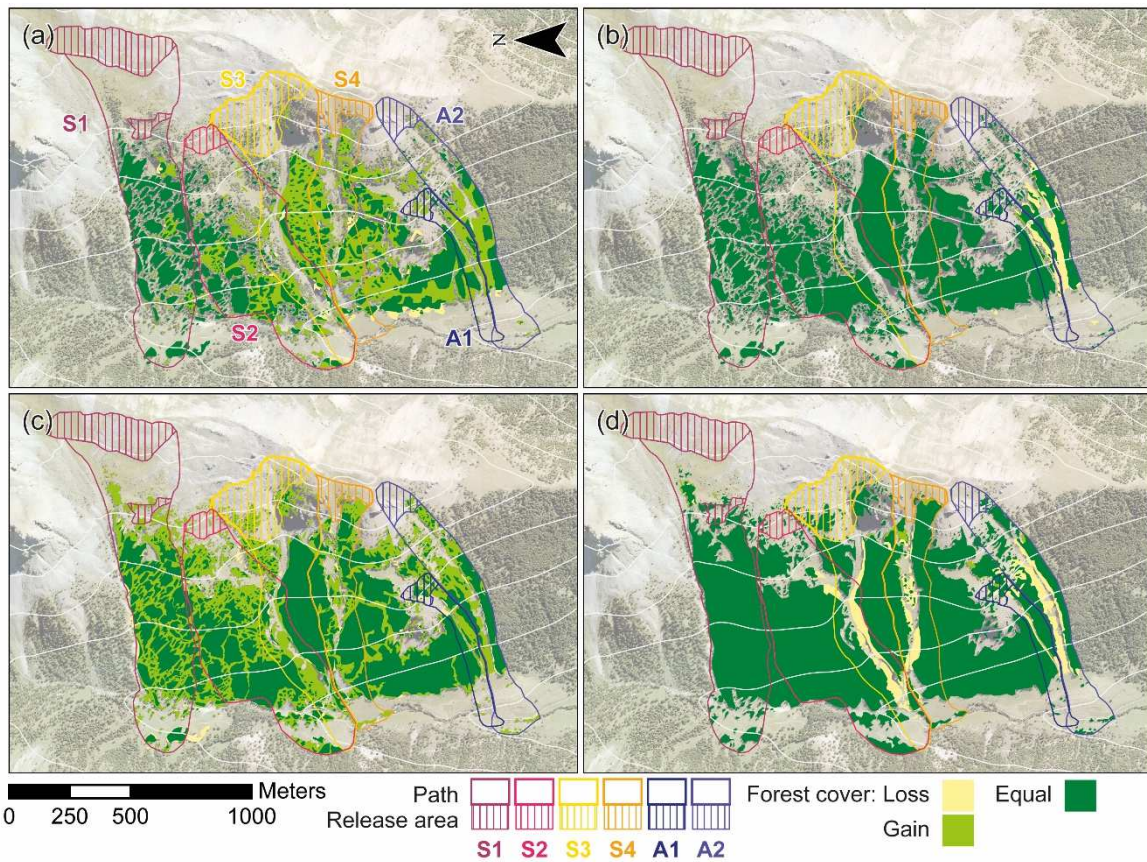 (a)
N
S1
S3
S4
A2
S2
A1
(b)
(c)
(d)
Meters
0 250 500 1000
Path
Release area
S1 S2 S3 S4 A1 A2
Forest cover: Loss Equal
Gain